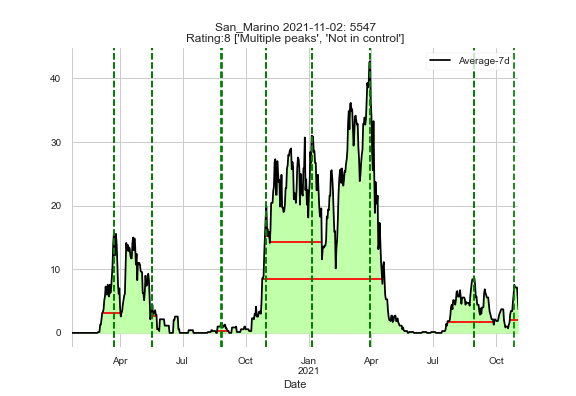 San_Marino 2021-11-02: 5547
Rating:8 ['Multiple peaks', 'Not in control']
Average-7d
40
30
20
10
0
Apr Jul Oct Jan Apr Jul Oct
2021
Date